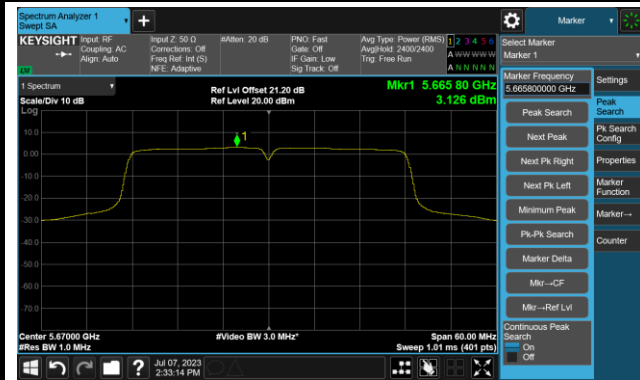 Spectrum Analyzer 1
Swept SA
+
Marker
KEYSIGHT
Input: RF
Coupling: AC
Align: Auto
Input Z: 50 Ω
Corrections: Off
Freq Ref: Int (S)
NFE: Adaptive
#Atten: 20 dB
PNO: Fast
Gate: Off
IF Gain: Low
Sig Track: Off
Avg Type: Power (RMS)
Avg|Hold: 2400/2400
Trig: Free Run
1 2 3 4 5 6
A W W W W W
A N N N N N
Select Marker
Marker 1
1 Spectrum
Scale/Div 10 dB
Log
Ref Lvl Offset 21.20 dB
Ref Level 20.00 dBm
Mkr1 5.665 80 GHz
3.126 dBm
1
10.0
0.00
-10.0
-20.0
-30.0
-40.0
-50.0
-60.0
-70.0
Center 5.67000 GHz
#Res BW 1.0 MHz
#Video BW 3.0 MHz*
Span 60.00 MHz
Sweep 1.01 ms (401 pts)
Marker Frequency
5.665800000 GHz
Peak Search
Next Peak
Next Pk Right
Next Pk Left
Minimum Peak
Pk-Pk Search
Marker Delta
Mkr→CF
Mkr→Ref Lvl
Continuous Peak
Search
On
Off
Settings
Peak
Search
Pk Search
Config
Properties
Marker
Function
Marker→
Counter
?
Jul 07, 2023
2:33:14 PM